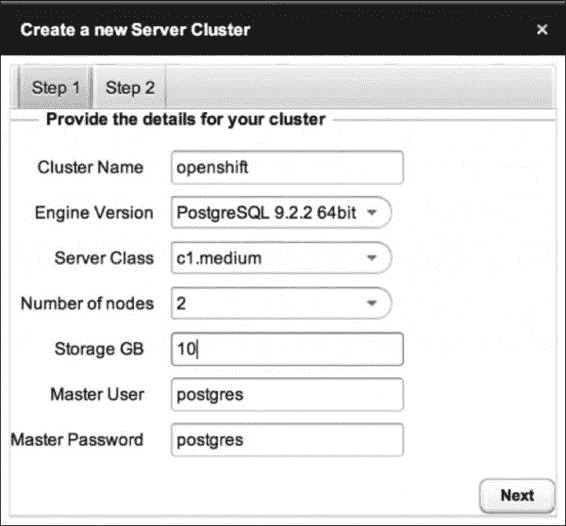 Create a new Server Cluster ×
Step 1 Step 2
Provide the details for your cluster
Cluster Name openshift
Engine Version PostgreSQL 9.2.2 64bit
Server Class c1.medium
Number of nodes 2
Storage GB 10
Master User postgres
Master Password postgres
Next